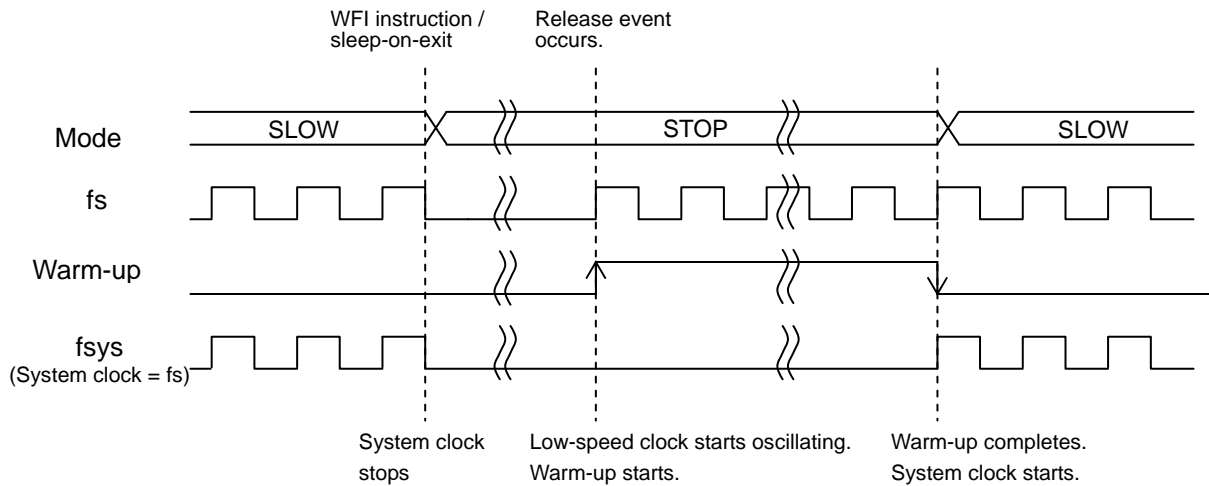 WFI instruction /
sleep-on-exit
Release event
occurs.
Mode
SLOW
STOP
SLOW
fs
Warm-up
fsys
(System clock = fs)
System clock
stops
Low-speed clock starts oscillating.
Warm-up starts.
Warm-up completes.
System clock starts.